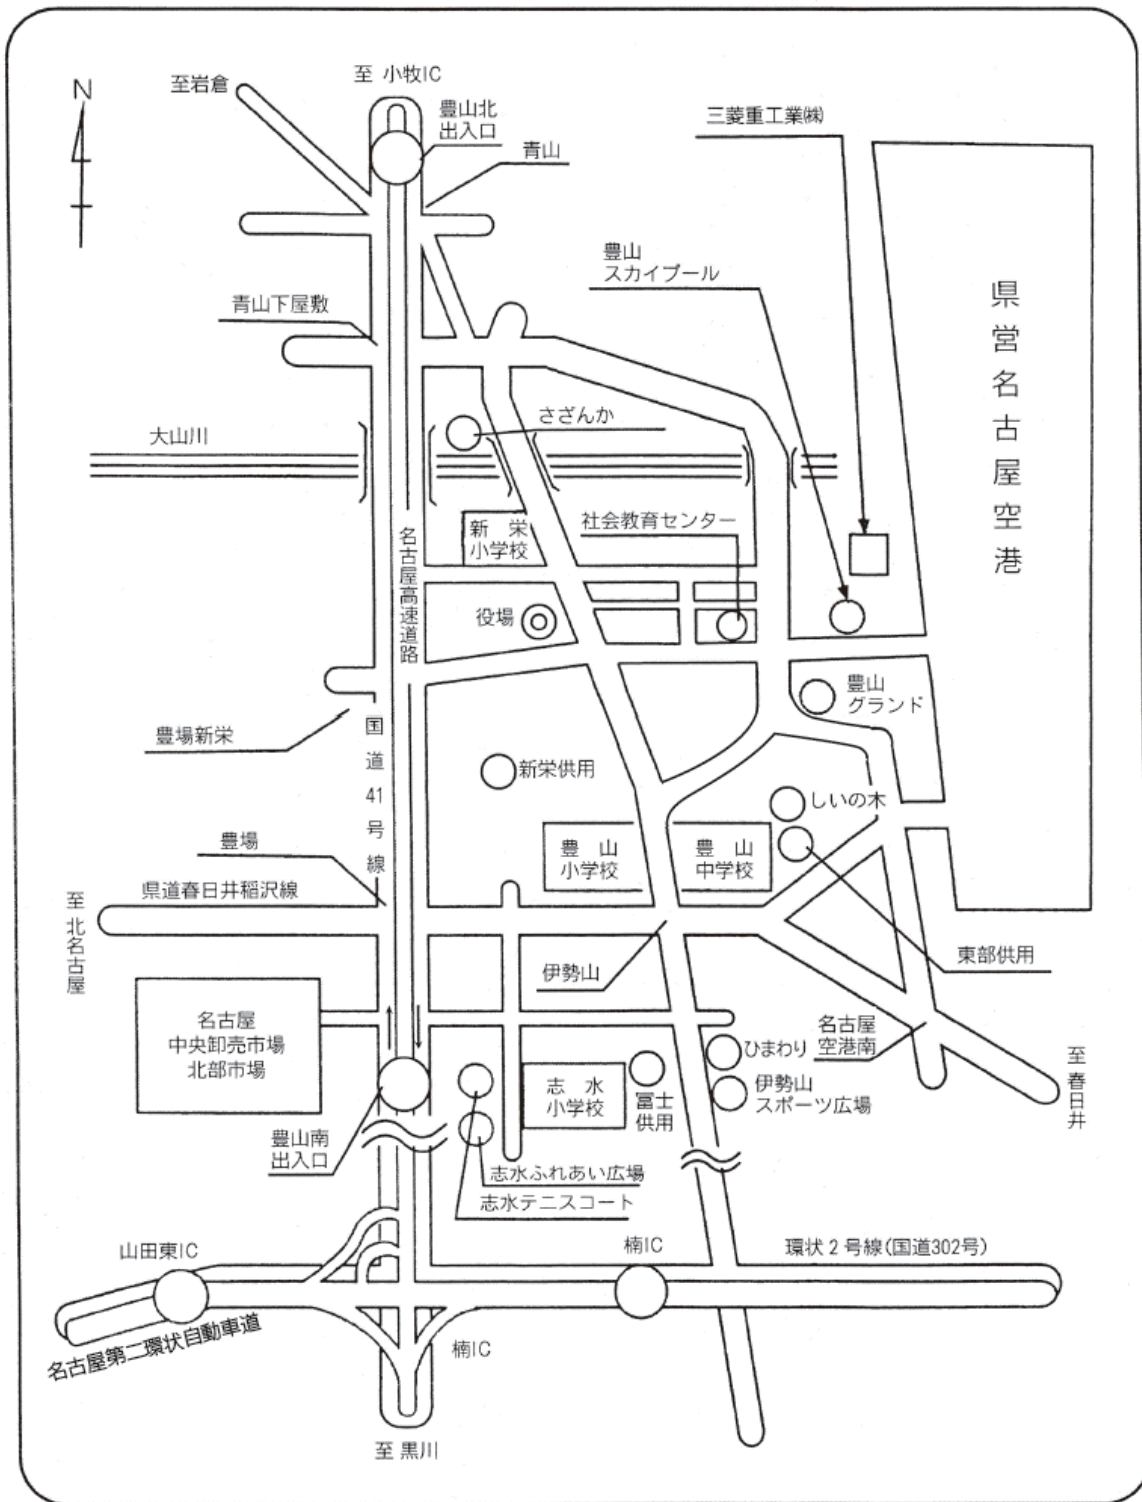 至 小牧IC
至岩倉
N
豊山北
出入口
三菱重工業㈱
青山
豊山
スカイプール
青山下屋敷
県営名古屋空港
さざんか
大山川
新 栄
小学校
社会教育センター
名古屋高速道路
役場
豊山
グランド
国道41号線
豊場新栄
新栄供用
しいの木
豊場
豊 山
小学校
豊 山
中学校
県道春日井稲沢線
至 北名古屋
伊勢山
東部供用
名古屋
中央卸売市場
北部市場
名古屋
空港南
ひまわり
至 春日井
志 水
小学校
冨士
供用
伊勢山
スポーツ広場
豊山南
出入口
志水ふれあい広場
志水テニスコート
山田東IC
楠IC
環状2号線(国道302号)
名古屋第二環状自動車道
楠IC
至 黒川